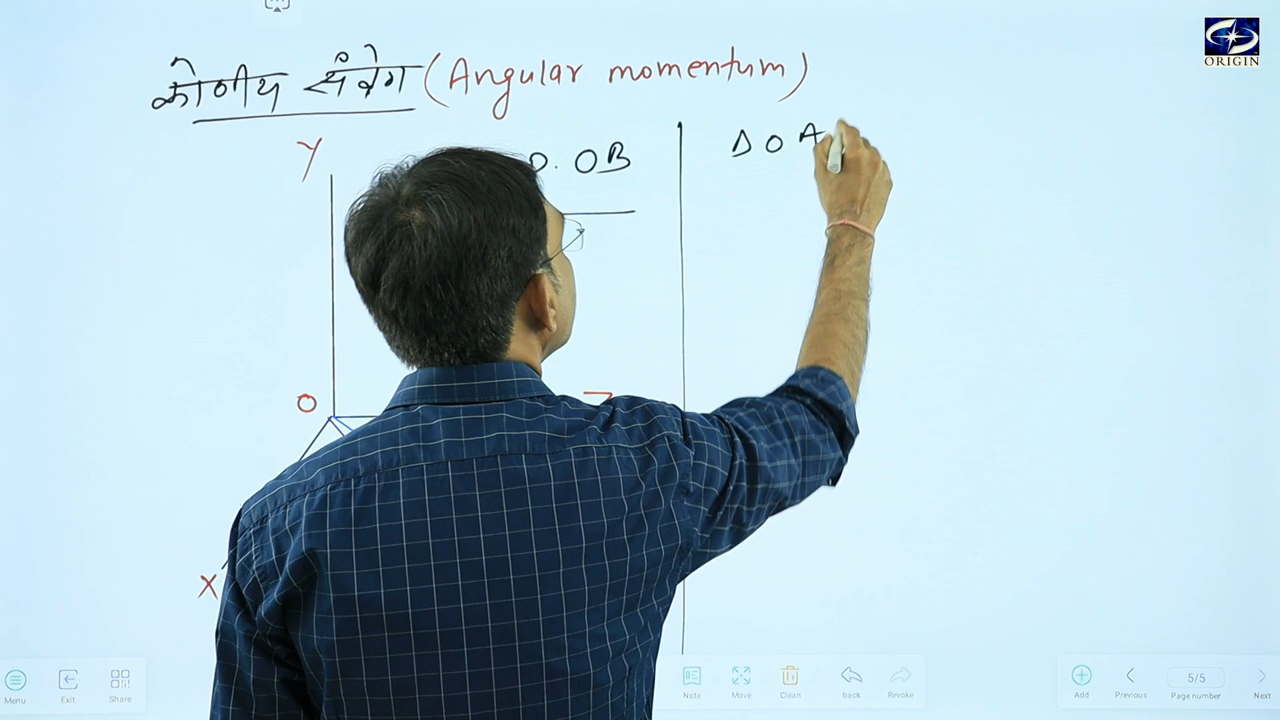 कोणीय संवेग (Angular momentum)
ORIGIN
Y
. OB
Δ O A
O
Z
X
Menu Exit Share Note Move Clean back Revoke Add Previous 5/5 Page number Next